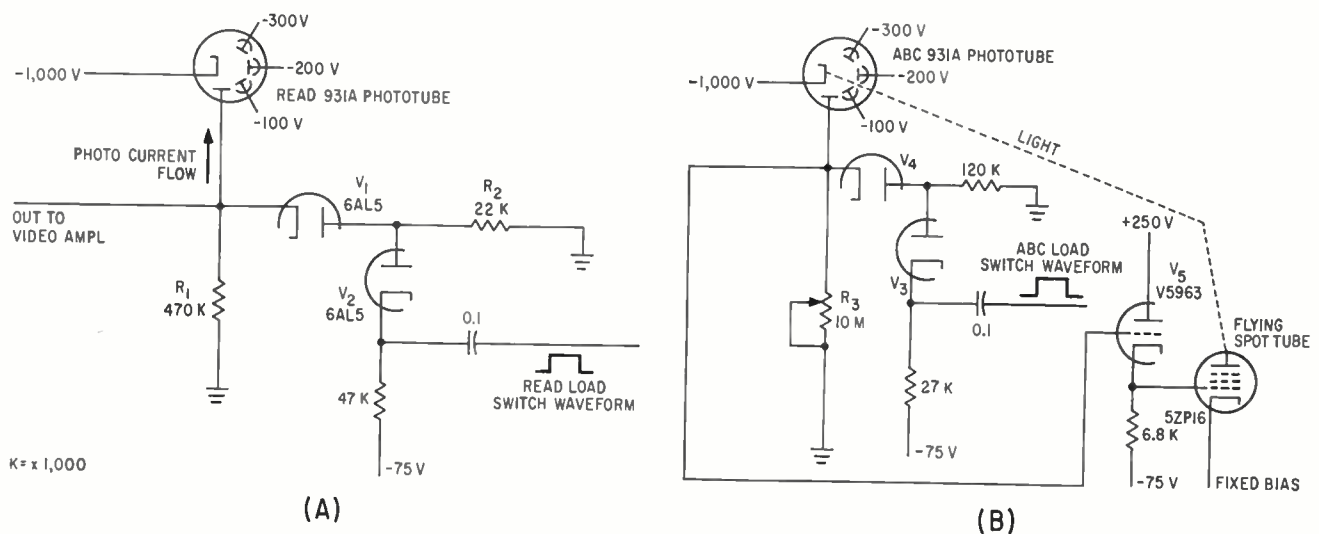 -300 V
-1,000 V
-200 V
READ 931A PHOTOTUBE
-100 V
PHOTO CURRENT
FLOW
V1
6AL5
R2
22 K
OUT TO
VIDEO AMPL
R1
470 K
V2
6AL5
0.1
READ LOAD
SWITCH WAVEFORM
47 K
-75 V
K = x 1,000
(A)
-300 V
ABC 931A PHOTOTUBE
-1,000 V
-200 V
-100 V
LIGHT
V4
120 K
+250 V
ABC LOAD
SWITCH WAVEFORM
V3
V5
V5963
R3
10 M
0.1
FLYING
SPOT TUBE
27 K
5ZP16
6.8 K
-75 V
-75 V
FIXED BIAS
(B)